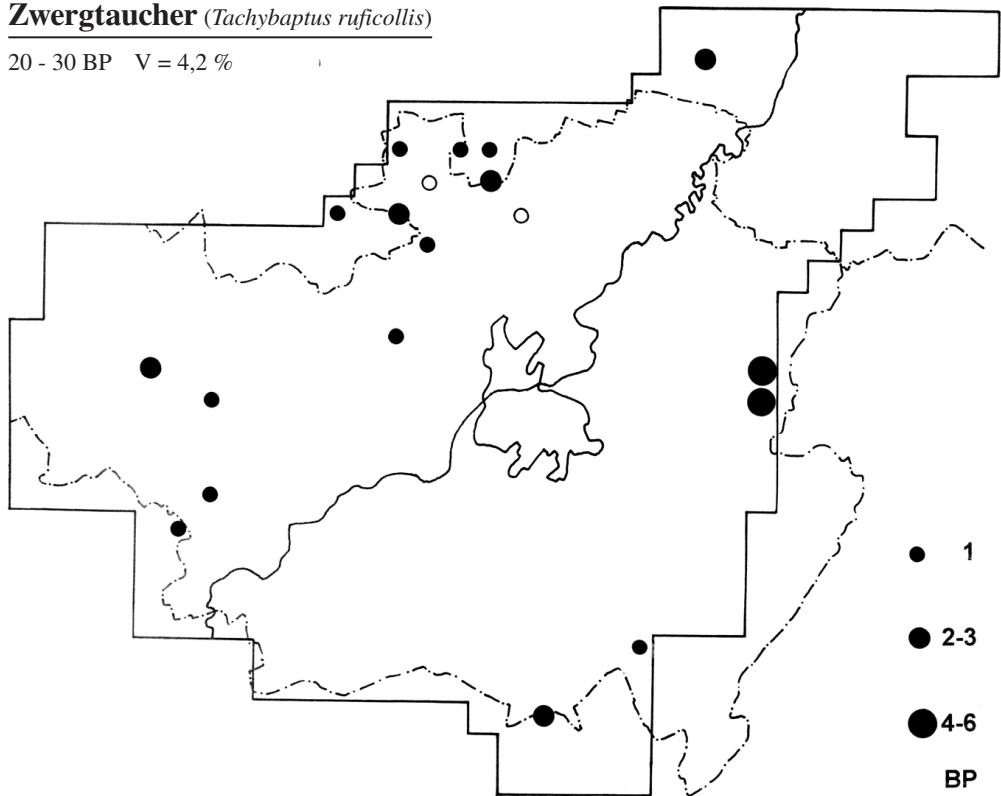 Zwergtaucher (Tachybaptus ruficollis)
20 - 30 BP V = 4,2 %
1
2-3
4-6
BP